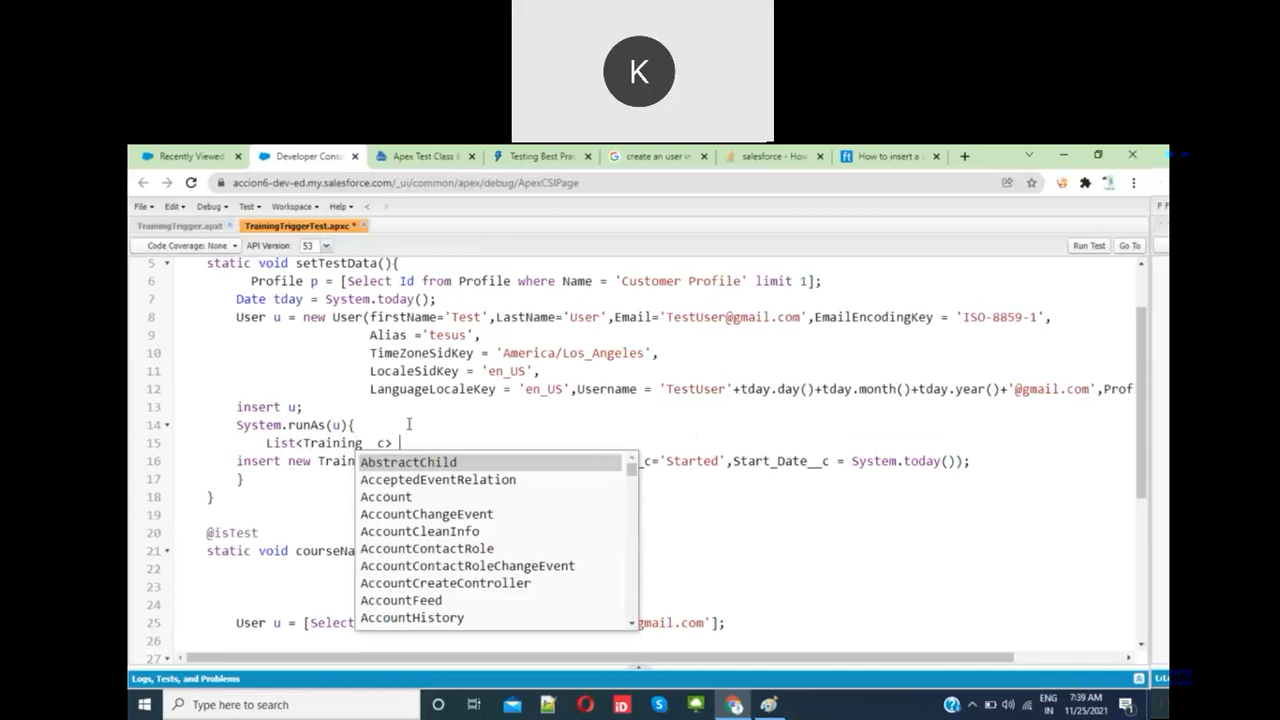 K
Recently Viewed
Developer Conso
Apex Test Class E
Testing Best Prac
create an user in
salesforce - How
How to insert a u
accion6-dev-ed.my.salesforce.com/_ui/common/apex/debug/ApexCSIPage
File Edit Debug Test Workspace Help <
TrainingTrigger.apxt
TrainingTriggerTest.apxc *
Code Coverage: None API Version: 53 Run Test Go To
5 static void setTestData(){
6 Profile p = [Select Id from Profile where Name = 'Customer Profile' limit 1];
7 Date tday = System.today();
8 User u = new User(firstName='Test',LastName='User',Email='TestUser@gmail.com',EmailEncodingKey = 'ISO-8859-1',
9 Alias ='tesus',
10 TimeZoneSidKey = 'America/Los_Angeles',
11 LocaleSidKey = 'en_US',
12 LanguageLocaleKey = 'en_US',Username = 'TestUser'+tday.day()+tday.month()+tday.year()+'@gmail.com',Prof
13 insert u;
14 System.runAs(u){
15 List<Training__c>
16 insert new Train _c='Started',Start_Date__c = System.today());
17 }
18 }
19
20 @isTest
21 static void courseNa
22
23
24
25 User u = [Select gmail.com'];
26
27
AbstractChild
AcceptedEventRelation
Account
AccountChangeEvent
AccountCleanInfo
AccountContactRole
AccountContactRoleChangeEvent
AccountCreateController
AccountFeed
AccountHistory
Logs, Tests, and Problems
Type here to search
ENG
IN
7:39 AM
11/25/2021